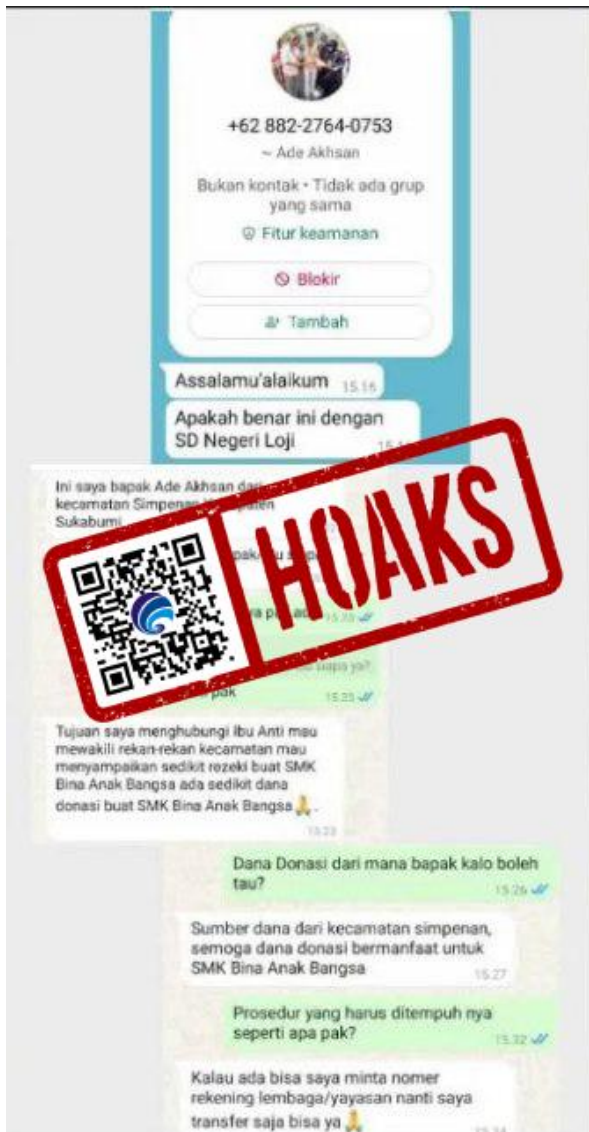 +62 882-2764-0753
~ Ade Akhsan
Bukan kontak • Tidak ada grup
yang sama
Fitur keamanan
Blokir
Tambah
Assalamu'alaikum 15.16
Apakah benar ini dengan
SD Negeri Loji
Ini saya bapak Ade Akhsan dari
kecamatan Simpenan
Sukabumi
HOAKS
15.23
pak 15.23
Tujuan saya menghubungi Ibu Anti mau
mewakili rekan-rekan kecamatan mau
menyampaikan sedikit rezeki buat SMK
Bina Anak Bangsa ada sedikit dana
donasi buat SMK Bina Anak Bangsa🙏.
15.23
Dana Donasi dari mana bapak kalo boleh
tau? 15.26
Sumber dana dari kecamatan simpenan,
semoga dana donasi bermanfaat untuk
SMK Bina Anak Bangsa 15.27
Prosedur yang harus ditempuh nya
seperti apa pak? 15.32
Kalau ada bisa saya minta nomer
rekening lembaga/yayasan nanti saya
transfer saja bisa ya🙏